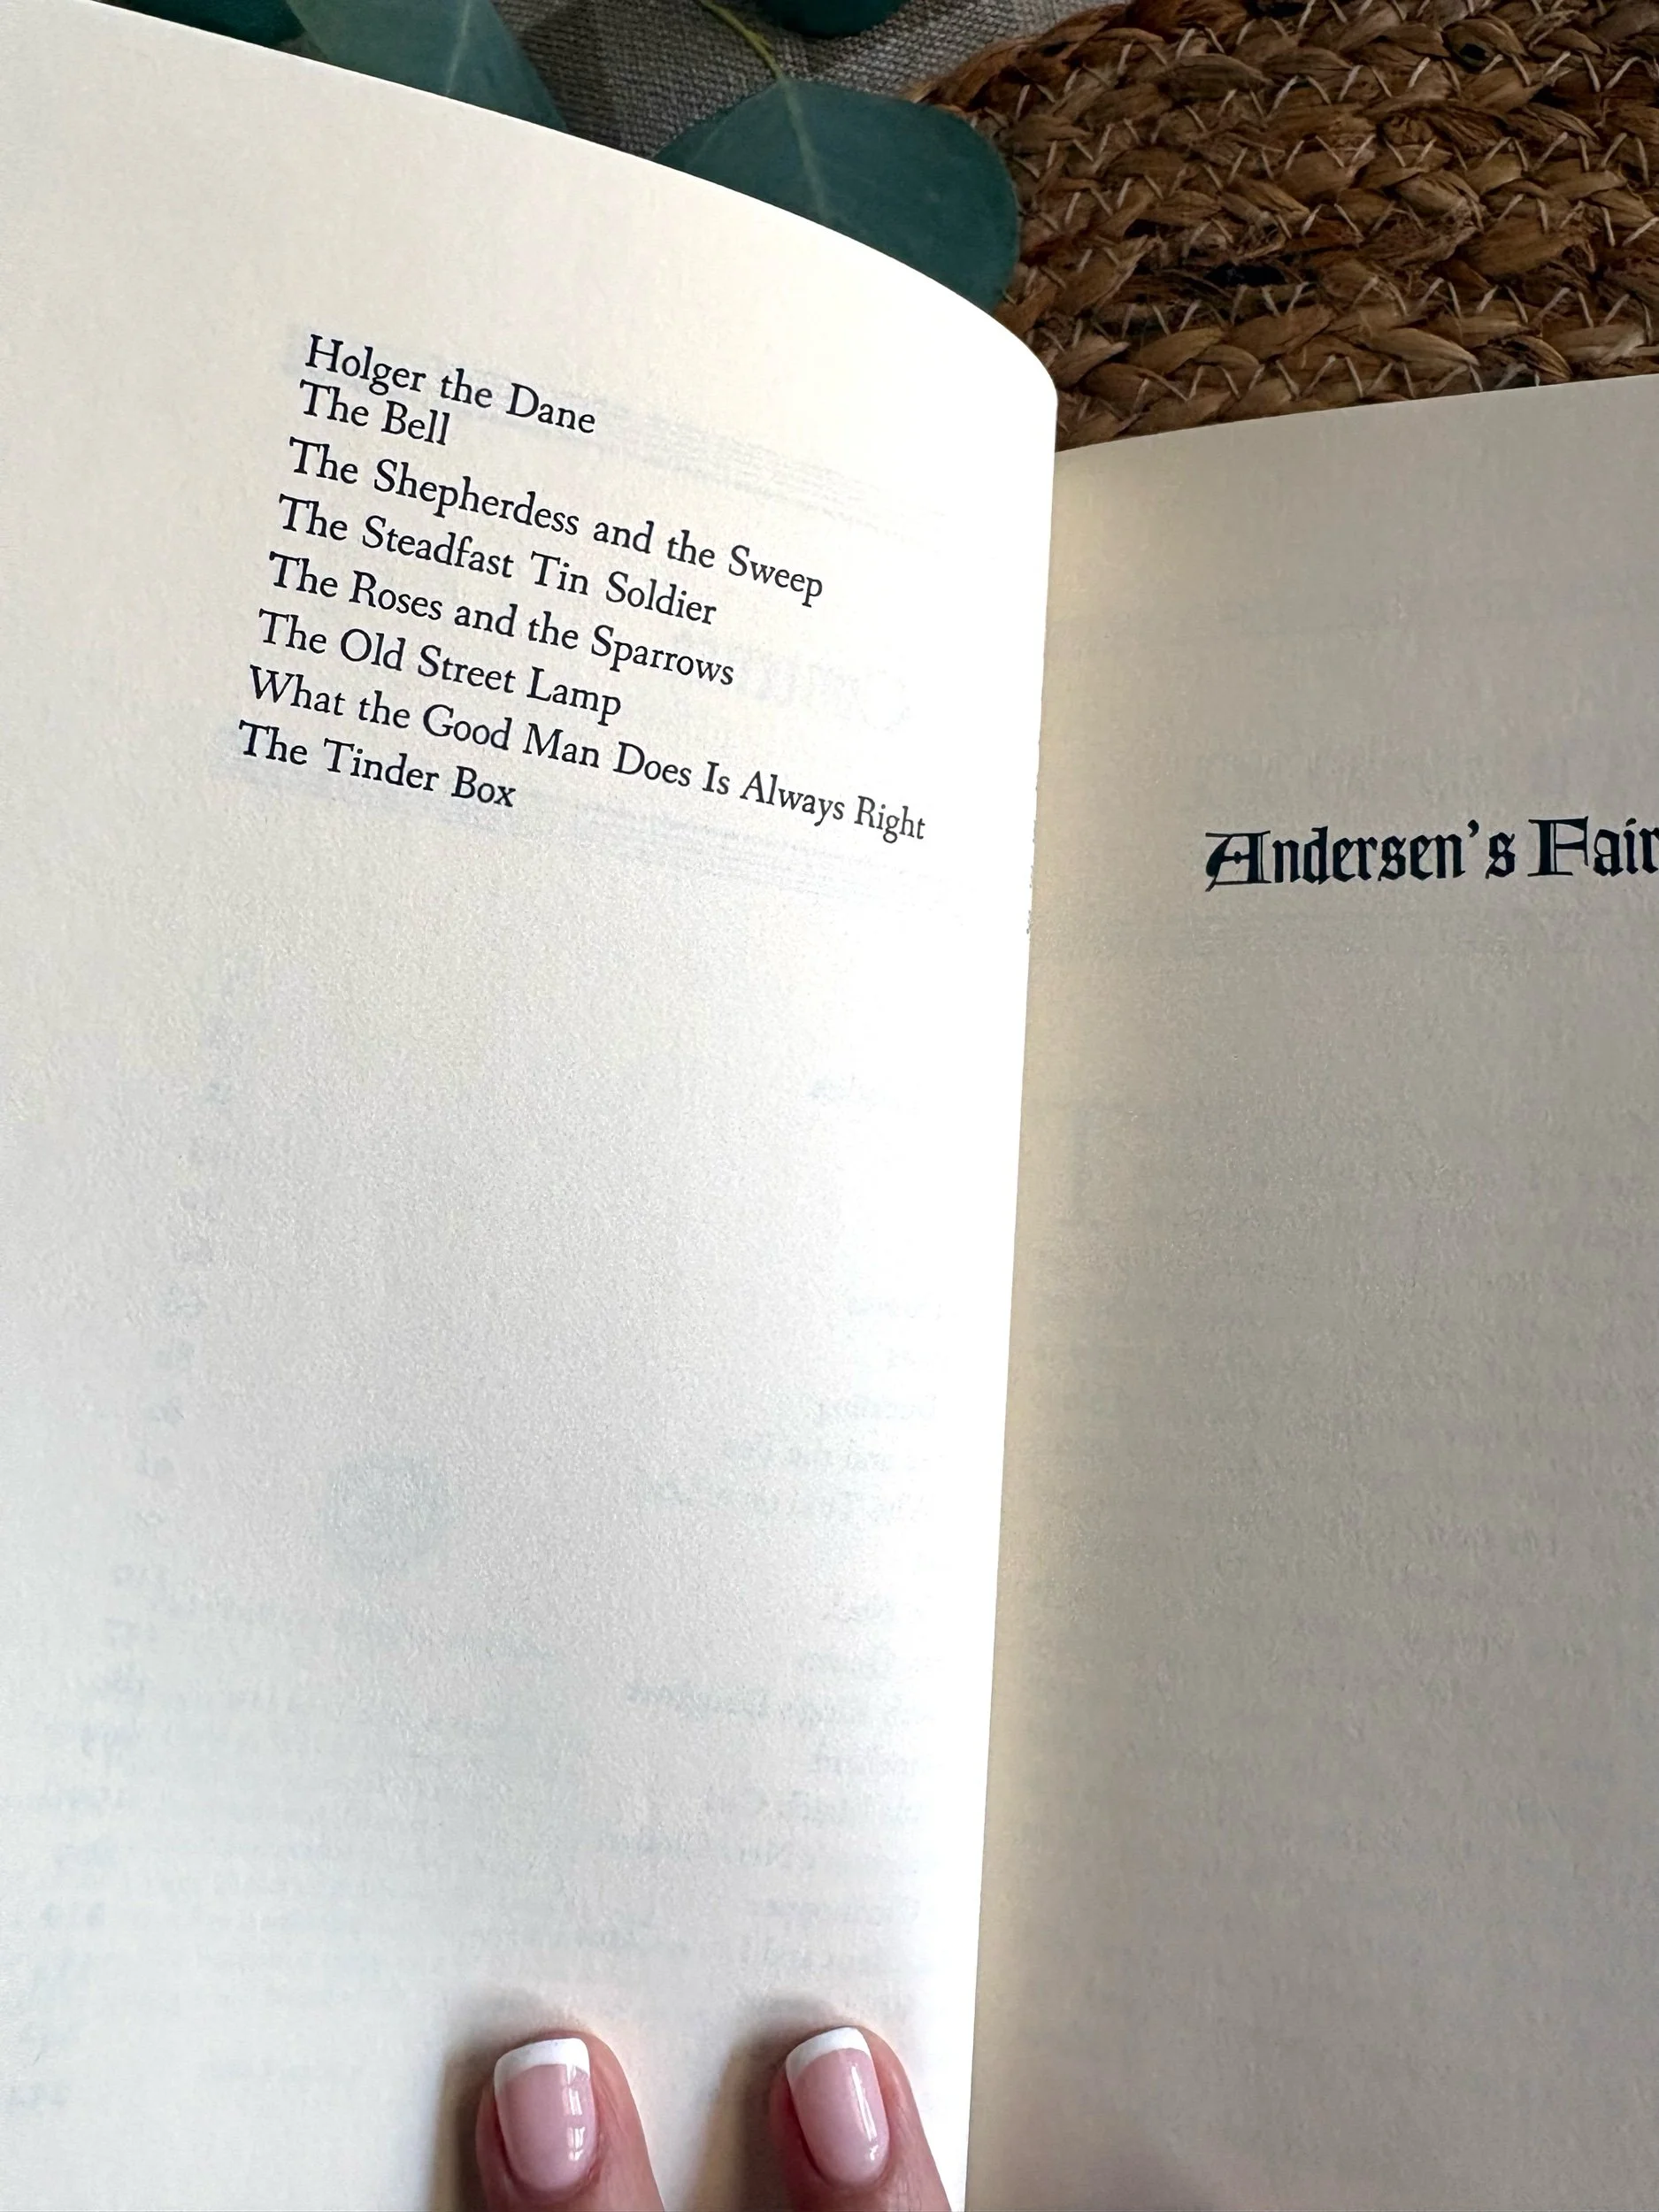 Holger the Dane
The Bell
The Shepherdess and the Sweep
The Steadfast Tin Soldier
The Roses and the Sparrows
The Old Street Lamp
What the Good Man Does Is Always Right
The Tinder Box
Andersen's Fair